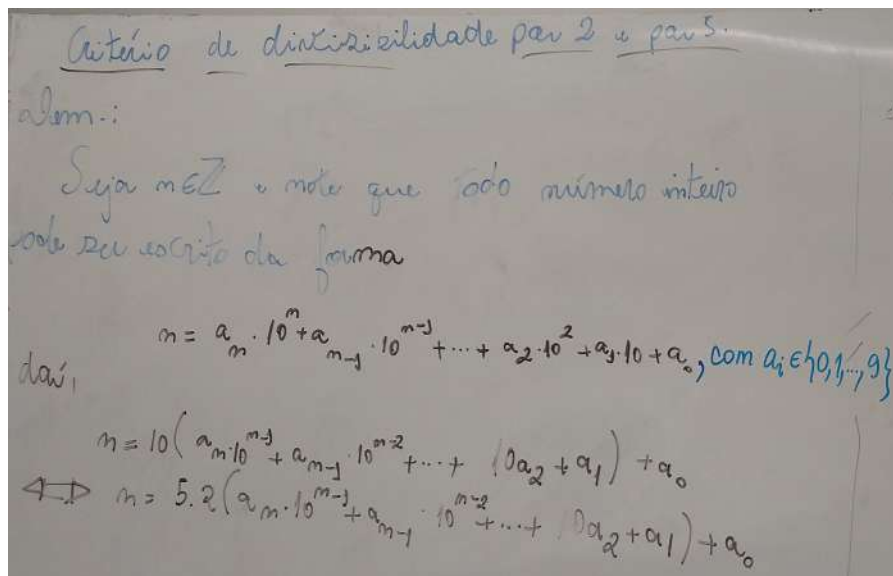 Critério de divisibilidade por 2 e por 5.
Dem.:
Seja n∈ℤ e note que todo número inteiro
pode ser escrito da forma
n = a_n·10^n + a_{n-1}·10^{n-1} + ... + a_2·10^2 + a_1·10 + a_0, com a_i ∈ {0,1,...,9}
daí,
n = 10(a_n·10^{n-1} + a_{n-1}·10^{n-2} + ... + 10a_2 + a_1) + a_0
⟺ n = 5.2(a_n·10^{n-1} + a_{n-1}·10^{n-2} + ... + 10a_2 + a_1) + a_0